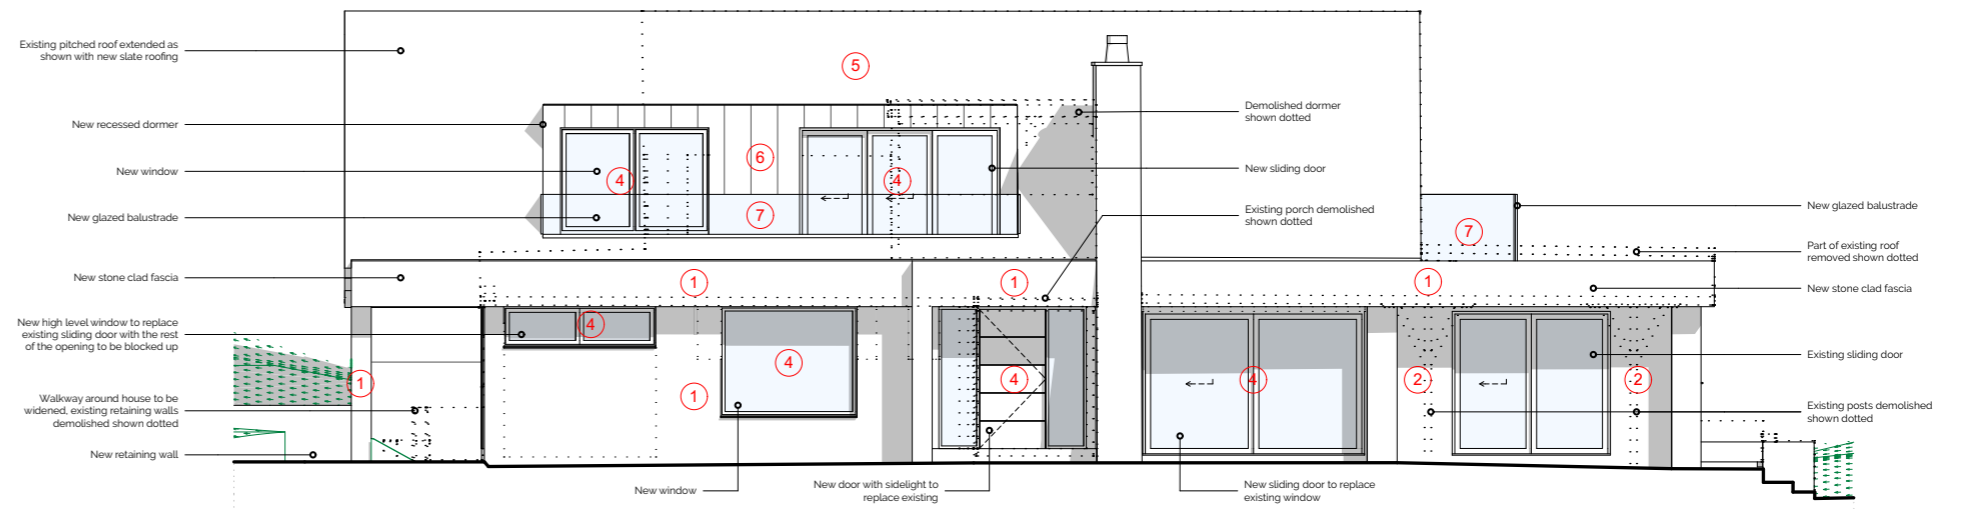 Existing pitched roof extended as
shown with new slate roofing
5
New recessed dormer
Demolished dormer
shown dotted
6
New window
4
4
New sliding door
New glazed balustrade
7
Existing porch demolished
shown dotted
New glazed balustrade
7
Part of existing roof
removed shown dotted
New stone clad fascia
1
1
1
New stone clad fascia
New high level window to replace
existing sliding door with the rest
of the opening to be blocked up
4
4
Existing sliding door
1
1
4
4
2
2
Walkway around house to be
widened, existing retaining walls
demolished shown dotted
Existing posts demolished
shown dotted
New retaining wall
New window
New door with sidelight to
replace existing
New sliding door to replace
existing window